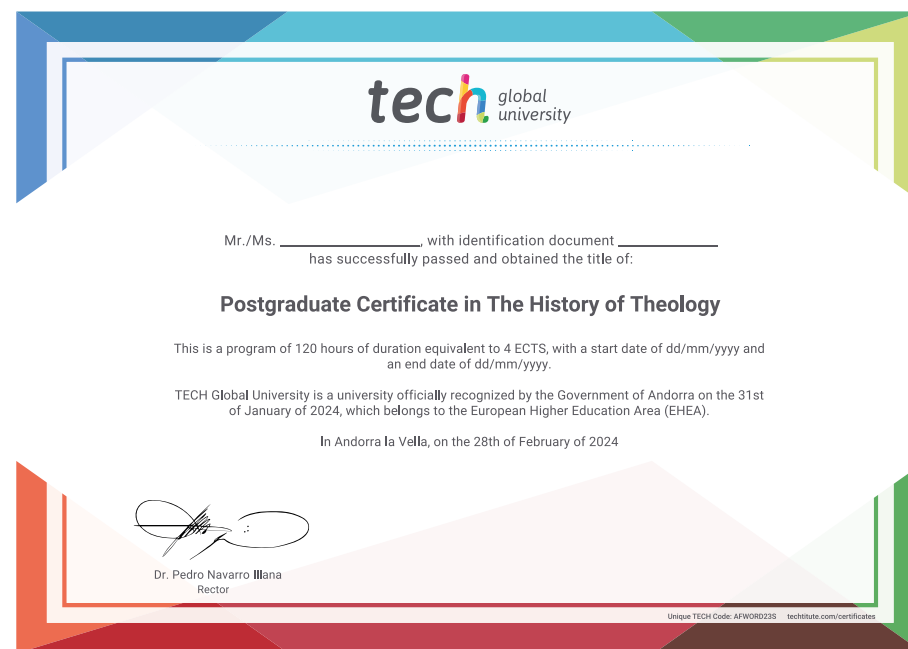 tech global university
Mr./Ms. ____________________, with identification document ______________
has successfully passed and obtained the title of:
Postgraduate Certificate in The History of Theology
This is a program of 120 hours of duration equivalent to 4 ECTS, with a start date of dd/mm/yyyy and
an end date of dd/mm/yyyy.
TECH Global University is a university officially recognized by the Government of Andorra on the 31st
of January of 2024, which belongs to the European Higher Education Area (EHEA).
In Andorra la Vella, on the 28th of February of 2024
Dr. Pedro Navarro Illana
Rector
Unique TECH Code: AFWORD23S techtitute.com/certificates